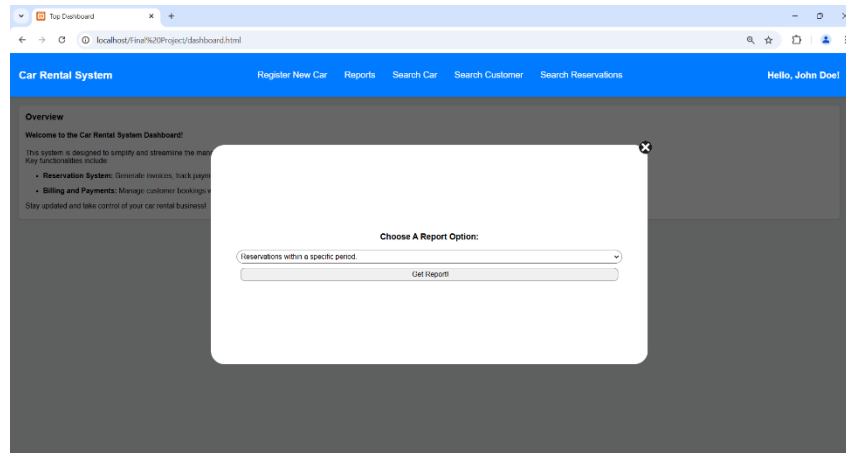 Top Dashboard
localhost/Final%20Project/dashboard.html
Car Rental System
Register New Car
Reports
Search Car
Search Customer
Search Reservations
Hello, John Doe!
Overview
Welcome to the Car Rental System Dashboard!
This system is designed to simplify and streamline the man
Key functionalities include:
• Reservation System: Generate invoices, track paym
• Billing and Payments: Manage customer bookings w
Stay updated and take control of your car rental business!
Choose A Report Option:
Reservations within a specific period.
Get Report!